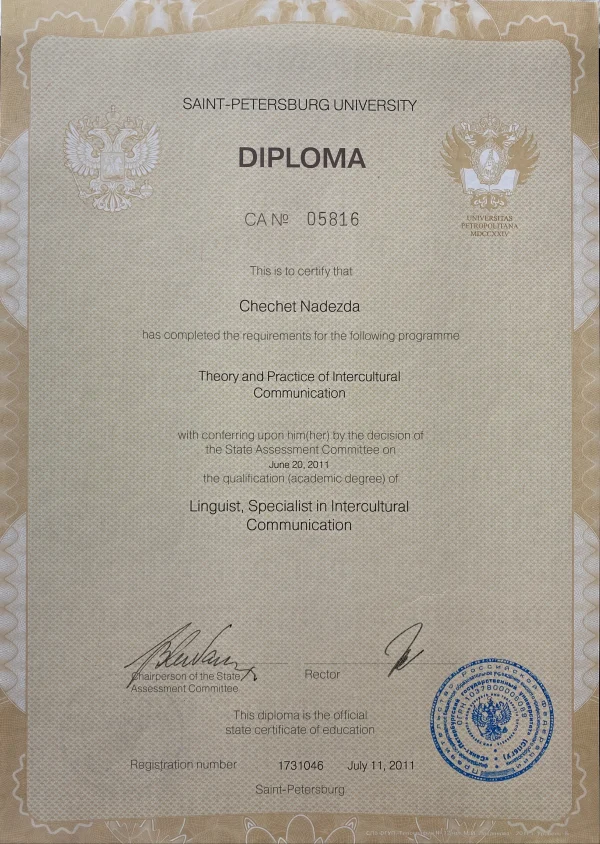 SAINT-PETERSBURG UNIVERSITY
DIPLOMA
CA № 05816
UNIVERSITAS
PETROPOLITANA
MDCCXXIV
This is to certify that
Chechet Nadezda
has completed the requirements for the following programme
Theory and Practice of Intercultural
Communication
with conferring upon him(her) by the decision of
the State Assessment Committee on
June 20, 2011
the qualification (academic degree) of
Linguist, Specialist in Intercultural
Communication
Chairperson of the State
Assessment Committee
Rector
This diploma is the official
state certificate of education
Registration number 1731046 July 11, 2011
Saint-Petersburg